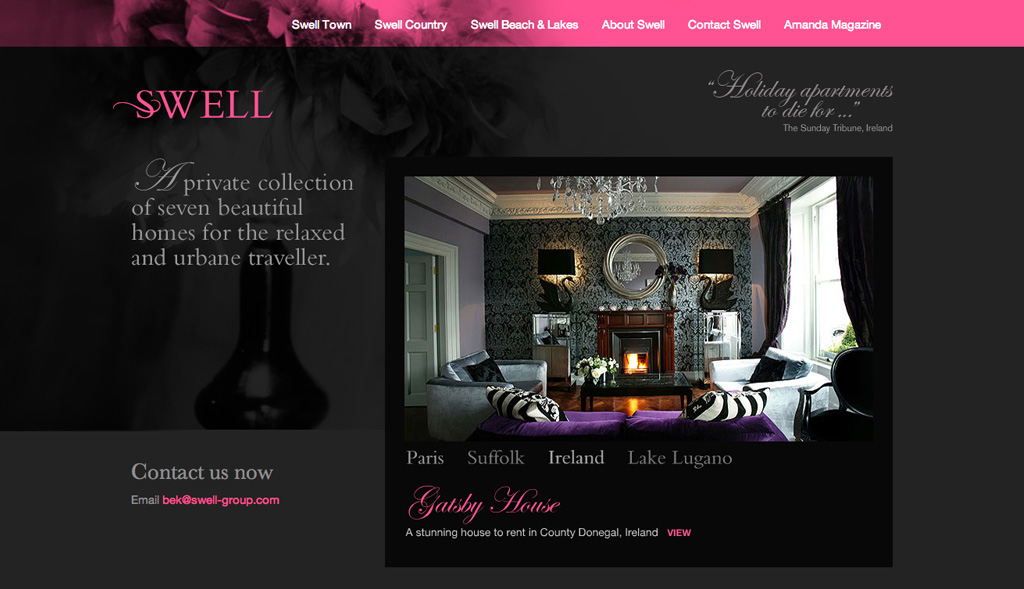 Swell Town Swell Country Swell Beach & Lakes About Swell Contact Swell Amanda Magazine
SWELL
“Holiday apartments
to die for ...”
The Sunday Tribune, Ireland
A private collection
of seven beautiful
homes for the relaxed
and urbane traveller.
Paris Suffolk Ireland Lake Lugano
Gatsby House
A stunning house to rent in County Donegal, Ireland VIEW
Contact us now
Email bek@swell-group.com